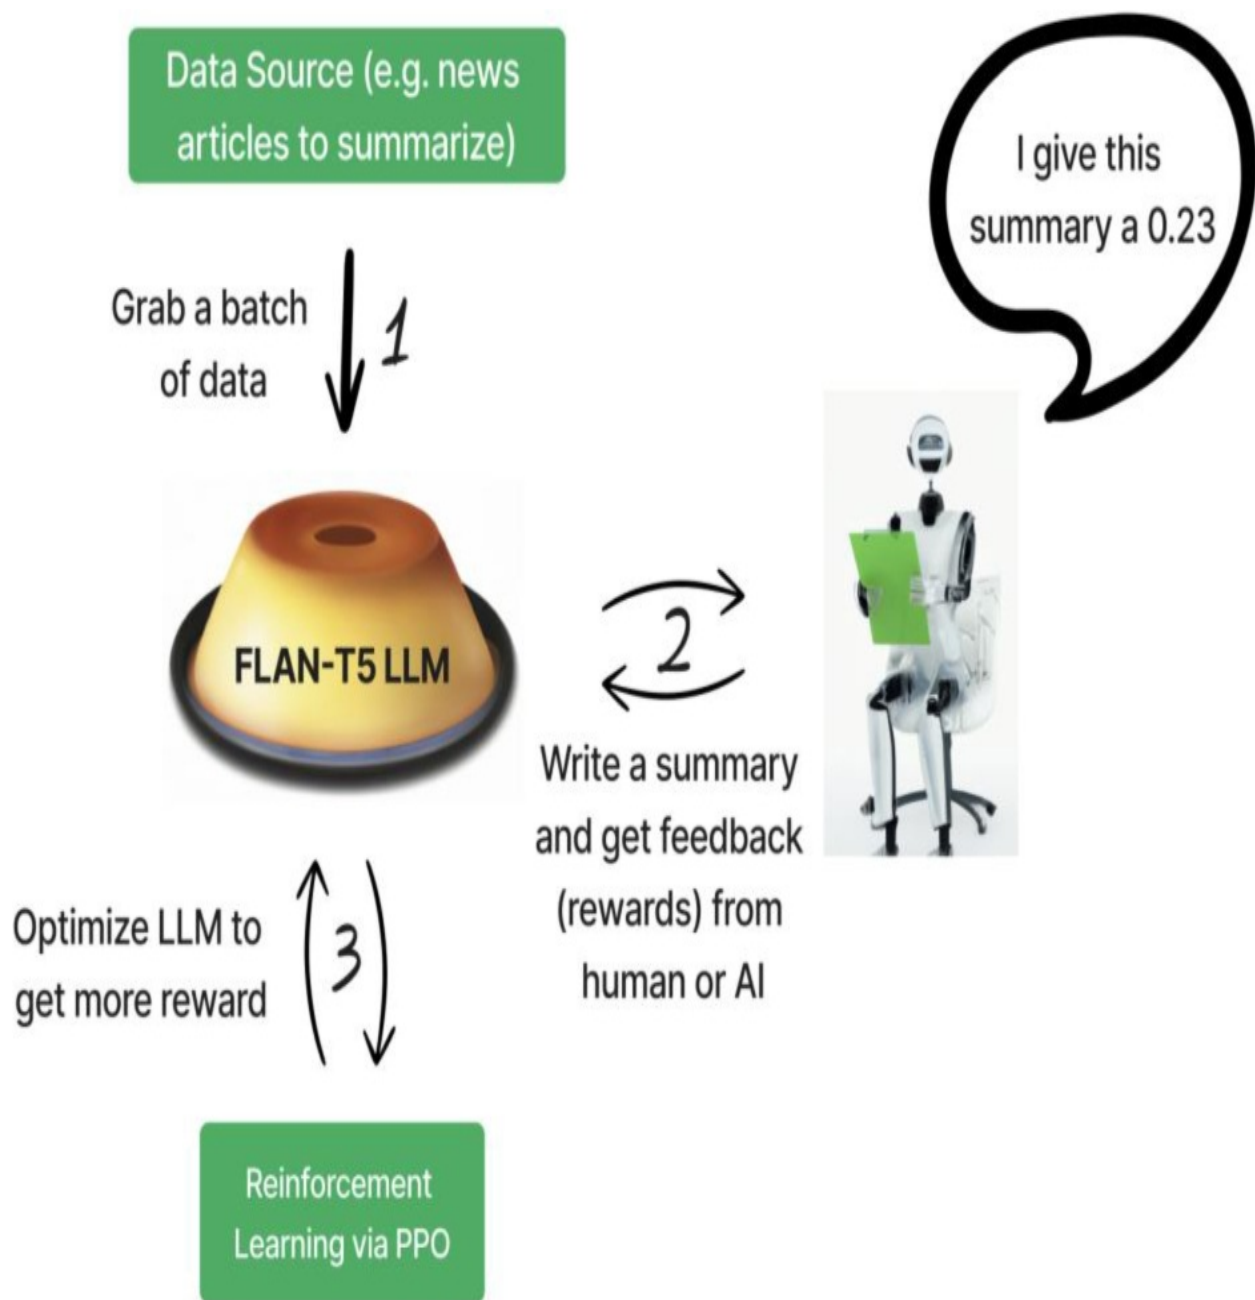 Data Source (e.g. news
articles to summarize)
I give this
summary a 0.23
Grab a batch
of data
1
FLAN-T5 LLM
2
Write a summary
and get feedback
(rewards) from
human or AI
Optimize LLM to
get more reward
3
Reinforcement
Learning via PPO